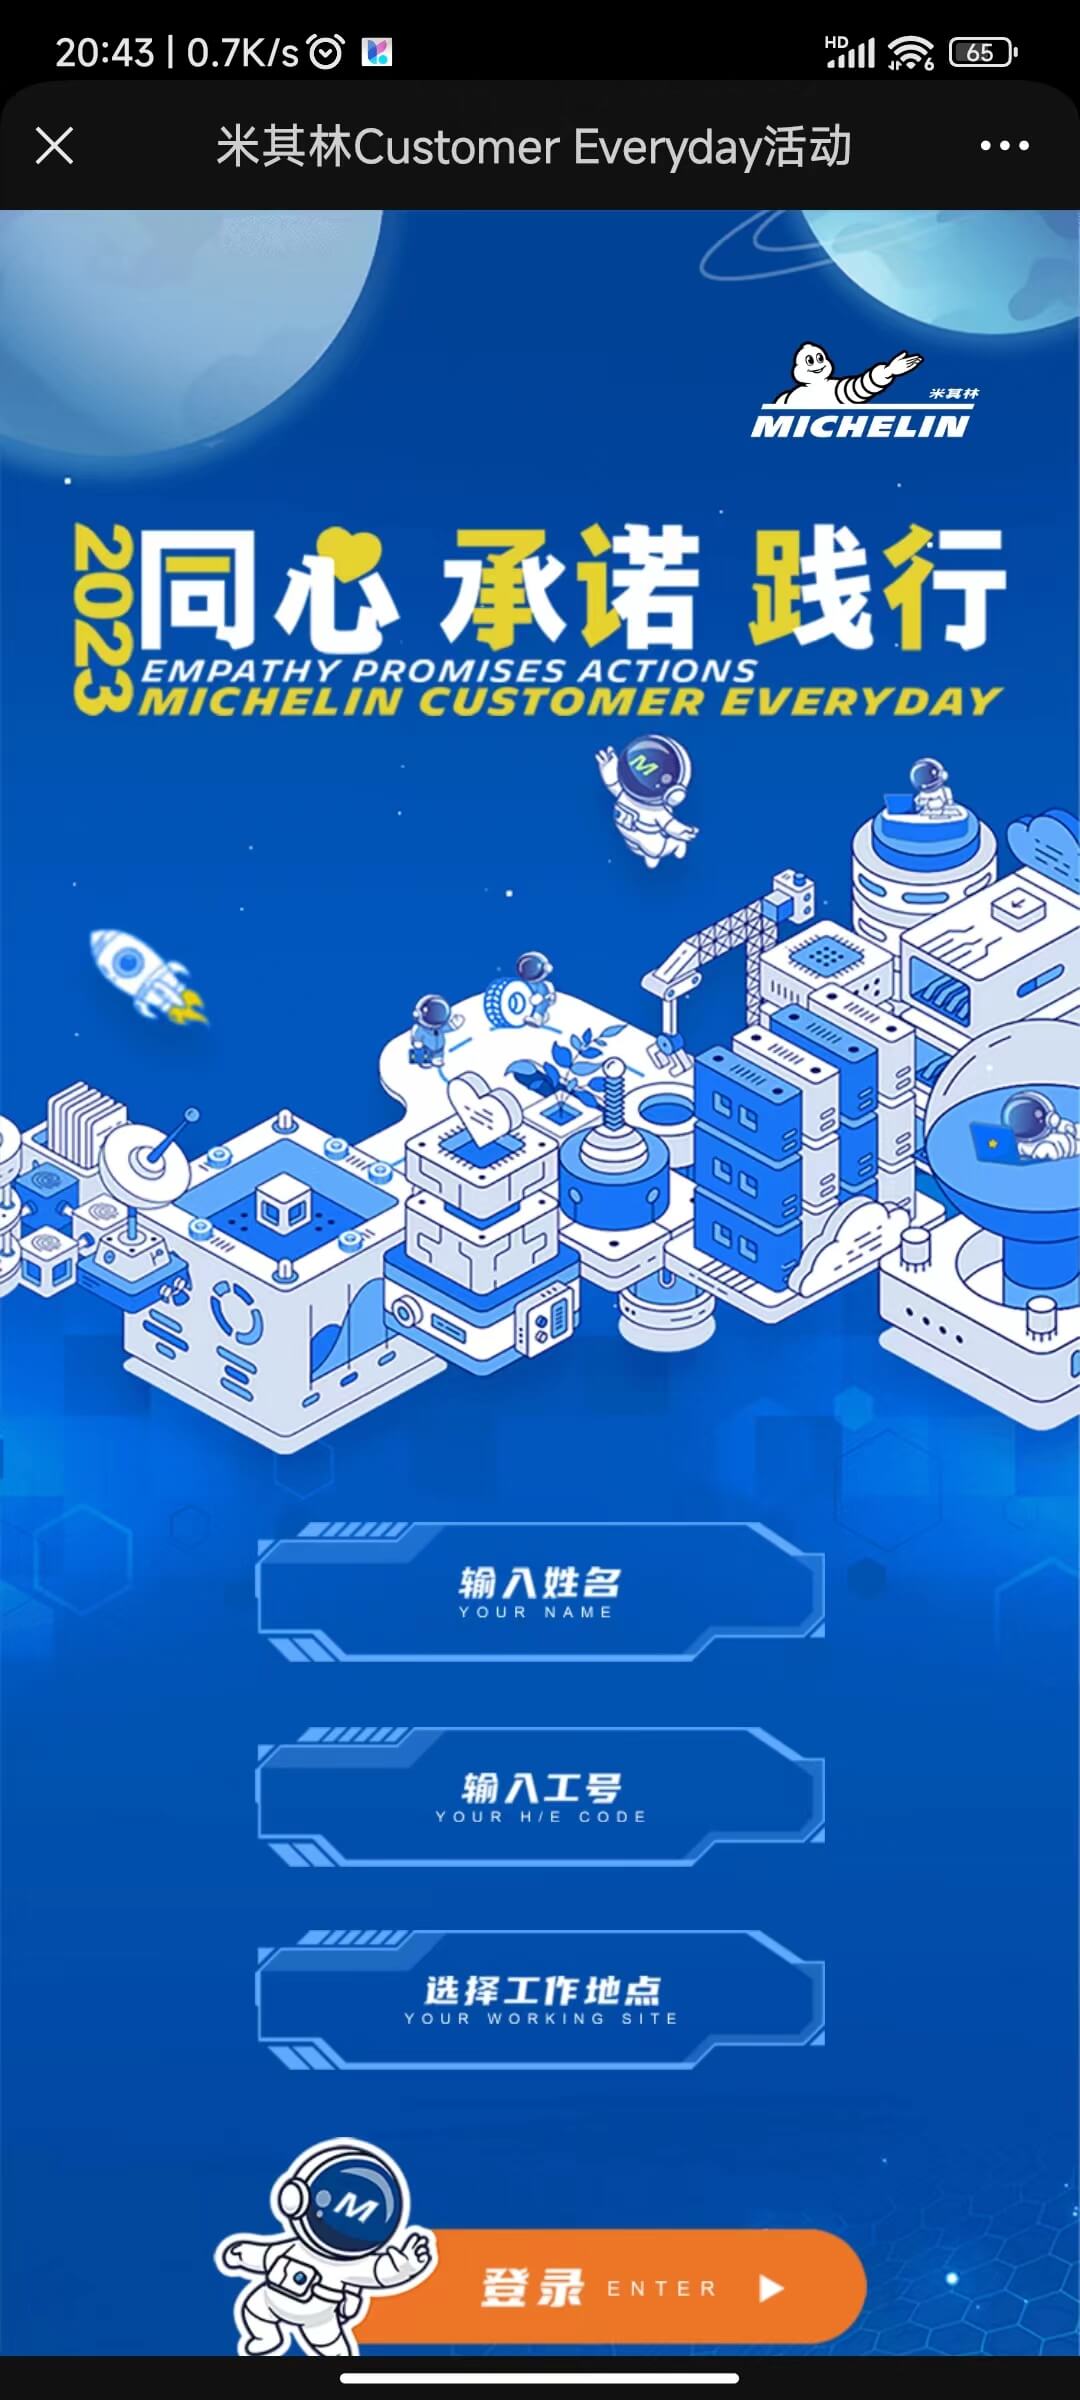 20:43 | 0.7K/s
HD
6
65
米其林Customer Everyday活动
米其林
MICHELIN
2023
同心 承诺 践行
EMPATHY PROMISES ACTIONS
MICHELIN CUSTOMER EVERYDAY
M
输入姓名
YOUR NAME
输入工号
YOUR H/E CODE
选择工作地点
YOUR WORKING SITE
M
登录 ENTER